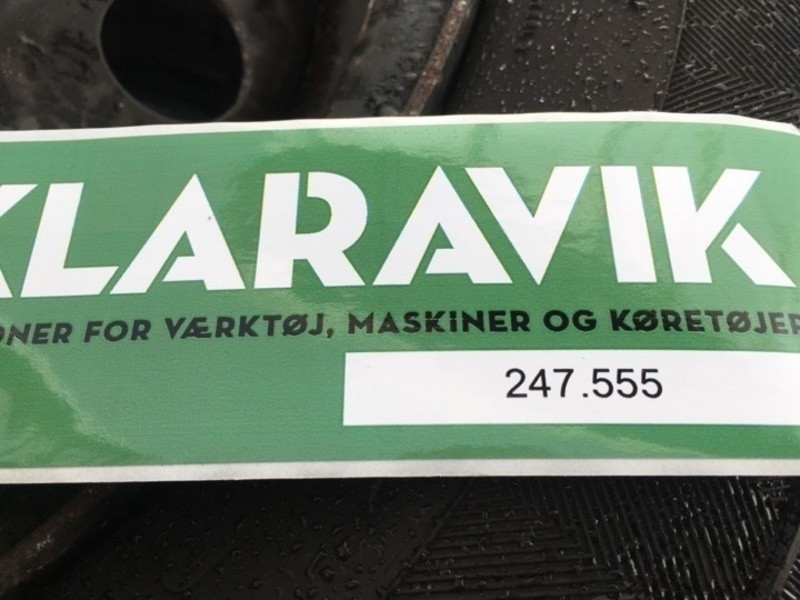 KLARAVIK
FOR VÆRKTØJ, MASKINER OG KØRETØJER
247.555